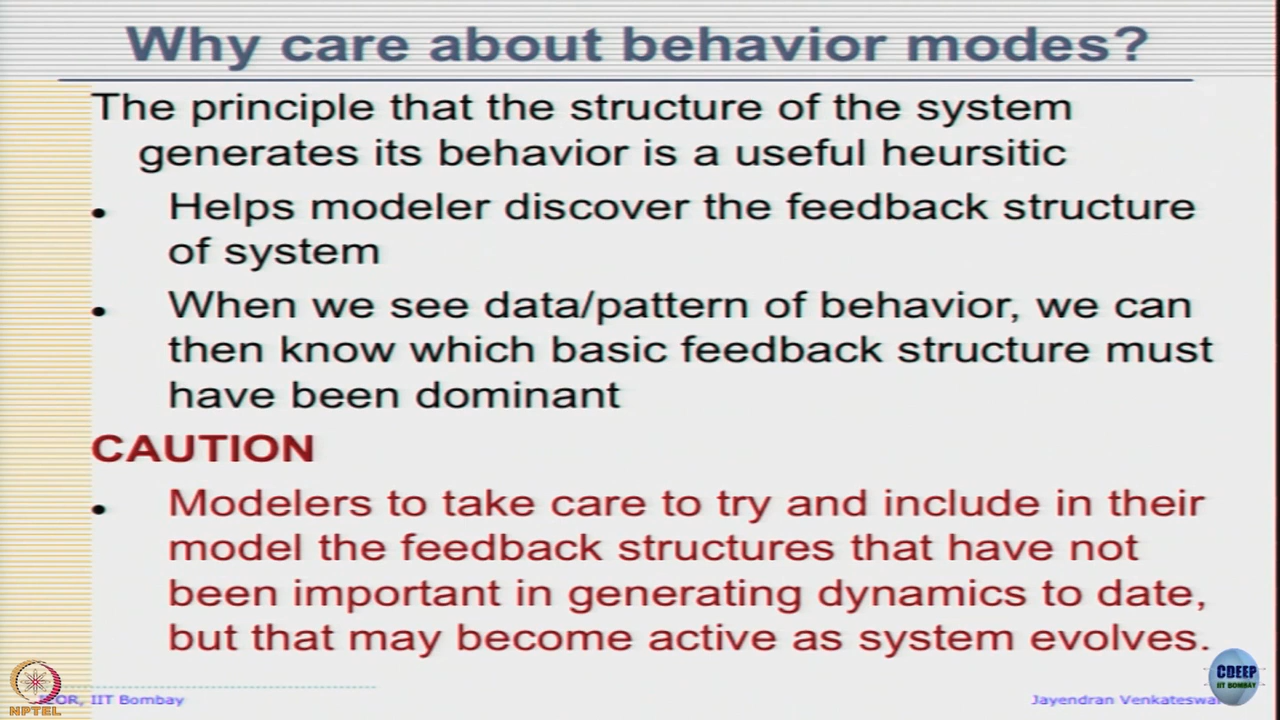 Why care about behavior modes?
The principle that the structure of the system
generates its behavior is a useful heursitic
• Helps modeler discover the feedback structure
of system
• When we see data/pattern of behavior, we can
then know which basic feedback structure must
have been dominant
CAUTION
• Modelers to take care to try and include in their
model the feedback structures that have not
been important in generating dynamics to date,
but that may become active as system evolves.
IIT Bombay
Jayendran
NPTEL
CDEEP
IIT BOMBAY